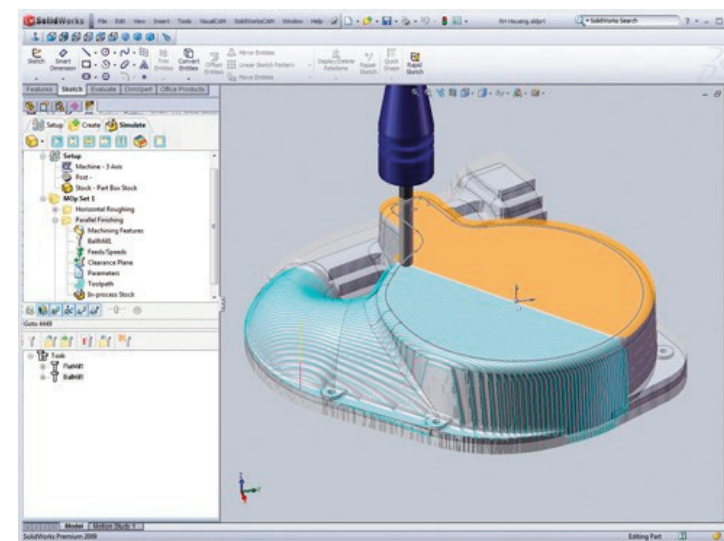 SolidWorks File Edit View Insert Tools VisualCAM SolidWorksCAM Window Help RH Housing.sldprt SolidWorks Search
Sketch Smart Dimension Trim Entities Convert Entities Offset Entities Mirror Entities Linear Sketch Pattern Move Entities Display/Delete Relations Repair Sketch Quick Snaps Rapid Sketch
Features Sketch Evaluate DimXpert Office Products
Setup Create Simulate
Setup
Machine - 3 Axis
Post -
Stock - Part Box Stock
MOp Set 1
Horizontal Roughing
Parallel Finishing
Machining Features
BallMill1
Feeds/Speeds
Clearance Plane
Parameters
Toolpath
In-process Stock
Goto 4449
Tools
FlatMill1
BallMill1
Model Motion Study 1
SolidWorks Premium 2009 Editing Part